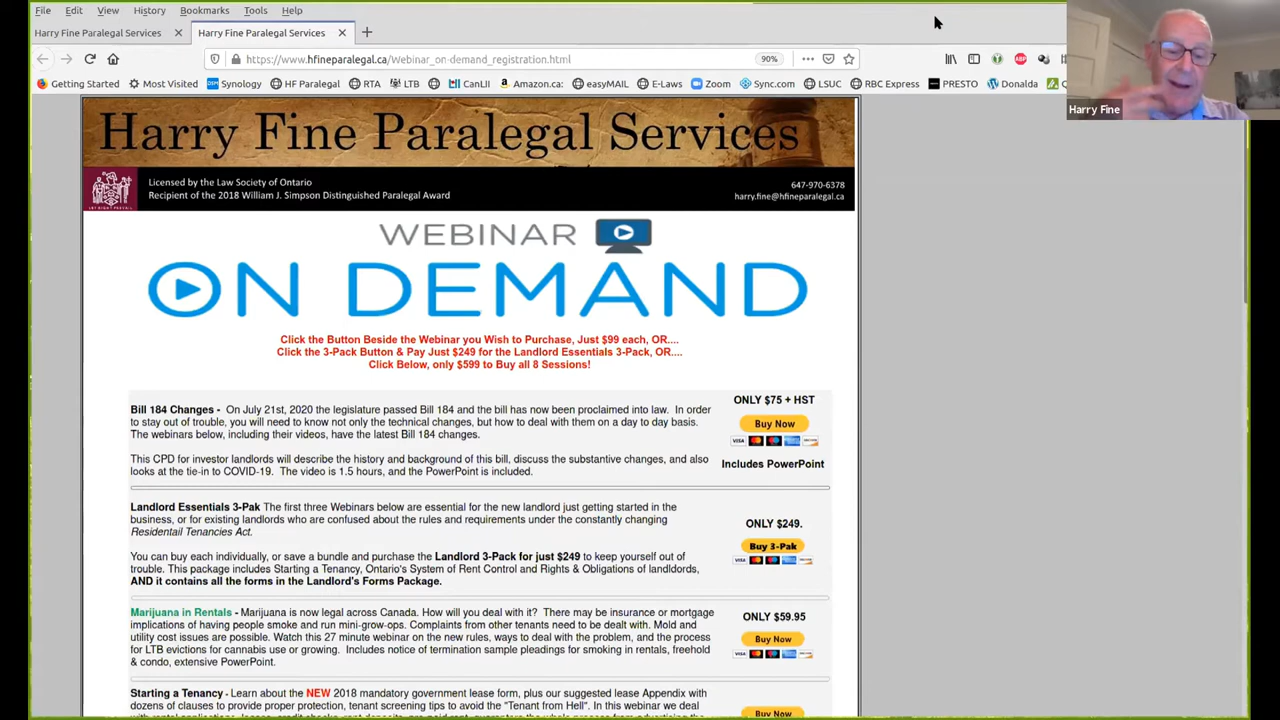 File Edit View History Bookmarks Tools Help
Harry Fine Paralegal Services Harry Fine Paralegal Services
https://www.hfineparalegal.ca/Webinar_on-demand_registration.html 90%
Getting Started Most Visited Synology HF Paralegal RTA LTB CanLII Amazon.ca: easyMAIL E-Laws Zoom Sync.com LSUC RBC Express PRESTO Donalda
Harry Fine
Harry Fine Paralegal Services
Licensed by the Law Society of Ontario
Recipient of the 2018 William J. Simpson Distinguished Paralegal Award
647-970-6378
harry.fine@hfineparalegal.ca
WEBINAR
ON DEMAND
Click the Button Beside the Webinar you Wish to Purchase, Just $99 each, OR....
Click the 3-Pack Button & Pay Just $249 for the Landlord Essentials 3-Pack, OR....
Click Below, only $599 to Buy all 8 Sessions!
Bill 184 Changes - On July 21st, 2020 the legislature passed Bill 184 and the bill has now been proclaimed into law. In order
to stay out of trouble, you will need to know not only the technical changes, but how to deal with them on a day to day basis.
The webinars below, including their videos, have the latest Bill 184 changes.
This CPD for investor landlords will describe the history and background of this bill, discuss the substantive changes, and also
looks at the tie-in to COVID-19. The video is 1.5 hours, and the PowerPoint is included.
ONLY $75 + HST
Buy Now
VISA
Includes PowerPoint
Landlord Essentials 3-Pak The first three Webinars below are essential for the new landlord just getting started in the
business, or for existing landlords who are confused about the rules and requirements under the constantly changing
Residentail Tenancies Act.
You can buy each individually, or save a bundle and purchase the Landlord 3-Pack for just $249 to keep yourself out of
trouble. This package includes Starting a Tenancy, Ontario's System of Rent Control and Rights & Obligations of landldords,
AND it contains all the forms in the Landlord's Forms Package.
ONLY $249.
Buy 3-Pak
VISA
Marijuana in Rentals - Marijuana is now legal across Canada. How will you deal with it? There may be insurance or mortgage
implications of having people smoke and run mini-grow-ops. Complaints from other tenants need to be dealt with. Mold and
utility cost issues are possible. Watch this 27 minute webinar on the new rules, ways to deal with the problem, and the process
for LTB evictions for cannabis use or growing. Includes notice of termination sample pleadings for smoking in rentals, freehold
& condo, extensive PowerPoint.
ONLY $59.95
Buy Now
VISA
Starting a Tenancy - Learn about the NEW 2018 mandatory government lease form, plus our suggested lease Appendix with
dozens of clauses to provide proper protection, tenant screening tips to avoid the "Tenant from Hell". In this webinar we deal
Buy Now